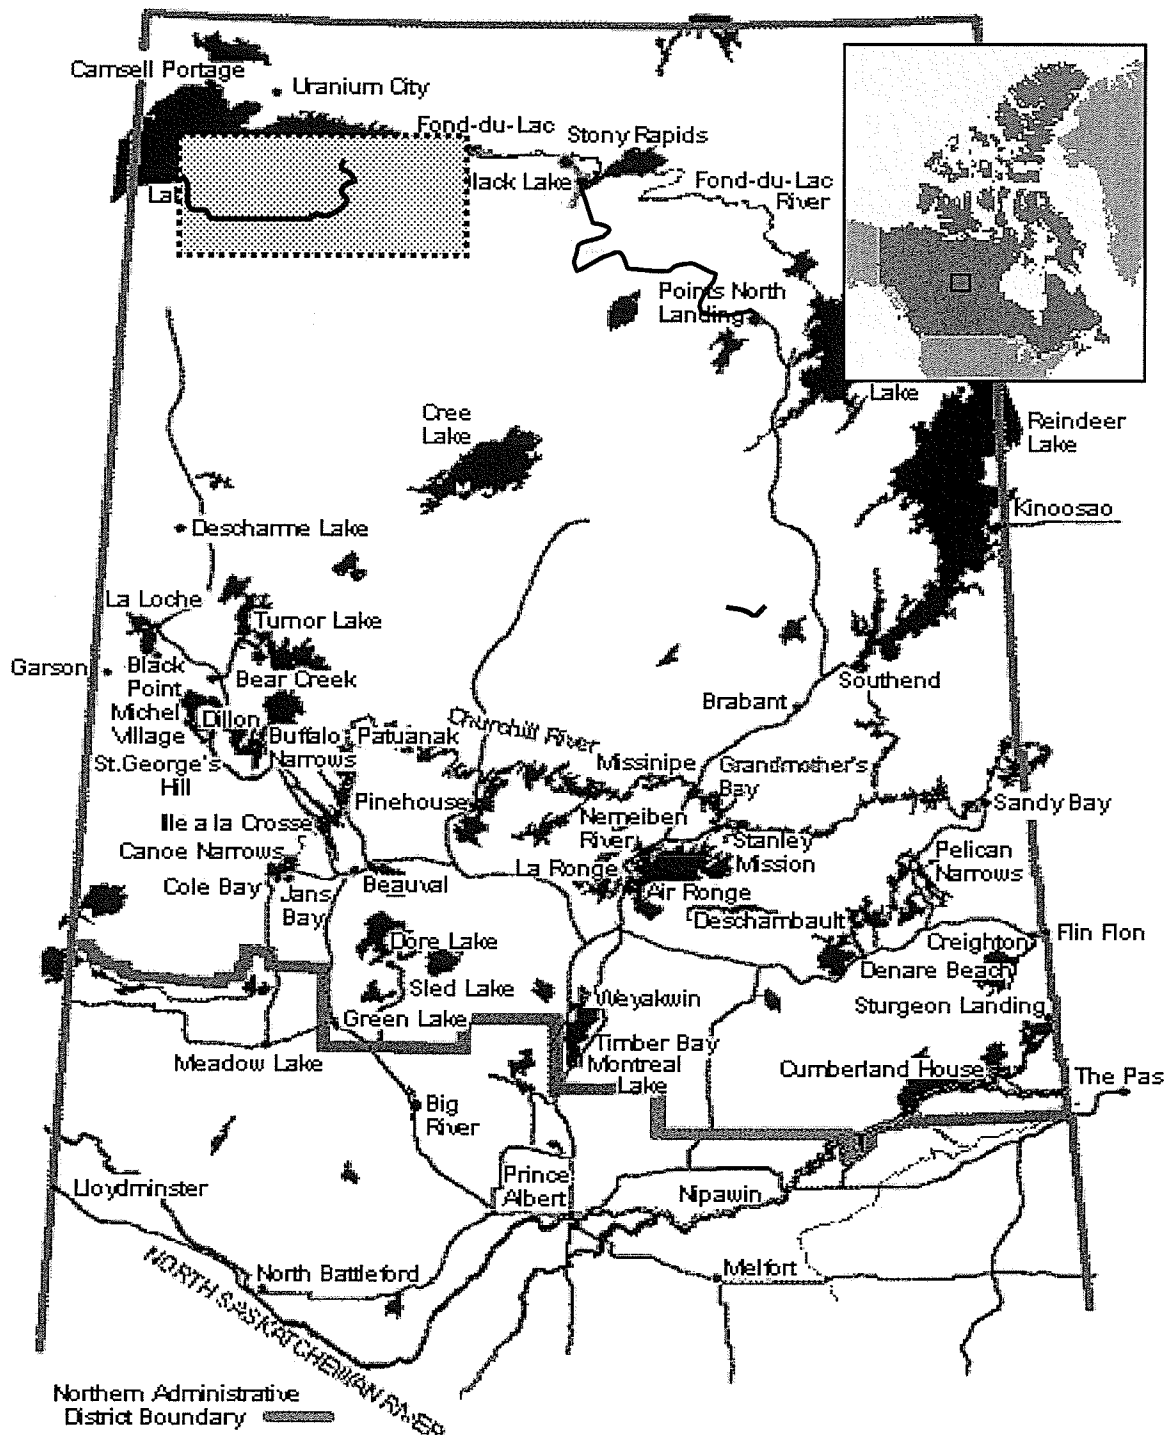 Camsell Portage
Uranium City
Fond-du-Lac
Stony Rapids
La
lack Lake
Fond-du-Lac
River
Points North
Landing
Lake
Cree
Lake
Reindeer
Lake
Kinoosao
Descharme Lake
La Loche
Turnor Lake
Garson
Black
Point
Bear Creek
Southend
Michel
Village
Dillon
Brabant
Buffalo
Narrows
Patuanak
Churchill River
St.George's
Hill
Missinipe
Grandmother's
Bay
Pinehouse
Sandy Bay
Ille a la Crosse
Nemeiben
River
Stanley
Mission
Canoe Narrows
Pelican
Narrows
La Ronge
Cole Bay
Jans
Bay
Beauval
Air Ronge
Deschambault
Dore Lake
Creighton
Flin Flon
Denare Beach
Sled Lake
Weyakwin
Sturgeon Landing
Green Lake
Timber Bay
Meadow Lake
Montreal
Lake
Cumberland House
The Pas
Big
River
Prince
Albert
Nipawin
Lloydminster
North Battleford
Melfort
NORTH SASKATCHEWAN RIVER
Northern Administrative
District Boundary